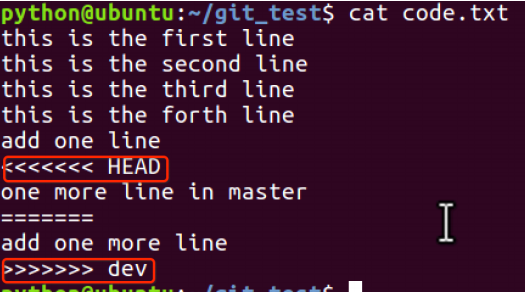 python@ubuntu:~/git_test$ cat code.txt
this is the first line
this is the second line
this is the third line
this is the forth line
add one line
<<<<<<< HEAD
one more line in master
=======
add one more line
>>>>>>> dev
python@ubuntu:~/git_test$